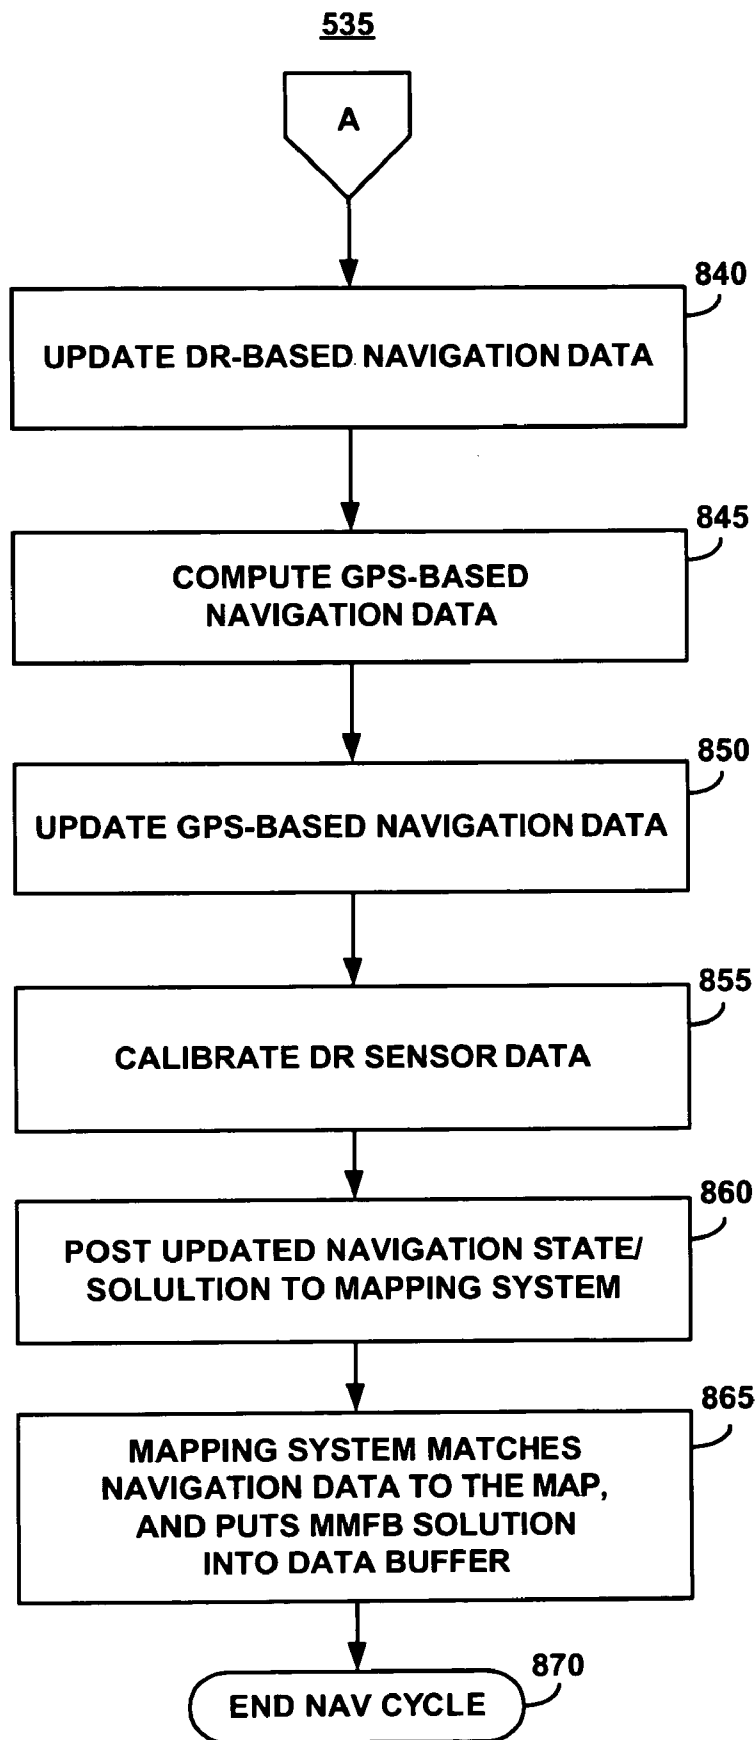 535
A
840
UPDATE DR-BASED NAVIGATION DATA
845
COMPUTE GPS-BASED
NAVIGATION DATA
850
UPDATE GPS-BASED NAVIGATION DATA
855
CALIBRATE DR SENSOR DATA
860
POST UPDATED NAVIGATION STATE/
SOLULTION TO MAPPING SYSTEM
865
MAPPING SYSTEM MATCHES
NAVIGATION DATA TO THE MAP,
AND PUTS MMFB SOLUTION
INTO DATA BUFFER
870
END NAV CYCLE